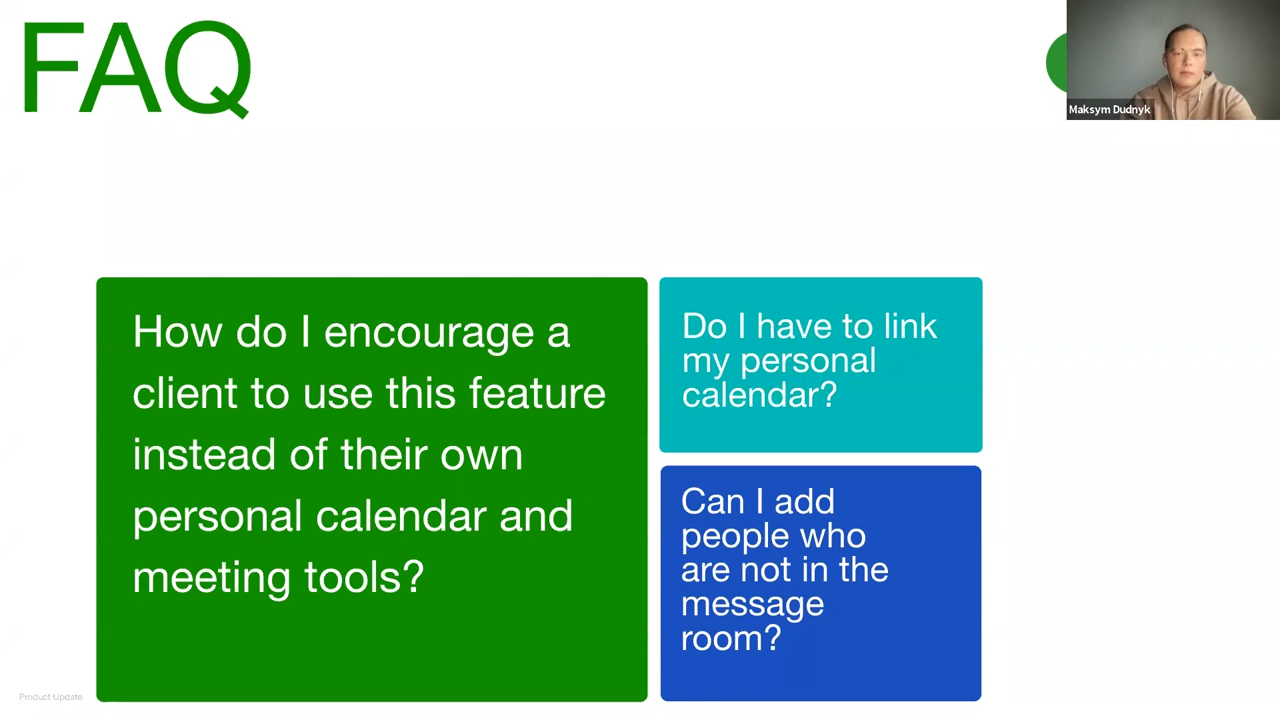 FAQ
Maksym Dudnyk
How do I encourage a
client to use this feature
instead of their own
personal calendar and
meeting tools?
Do I have to link
my personal
calendar?
Can I add
people who
are not in the
message
room?
Product Update